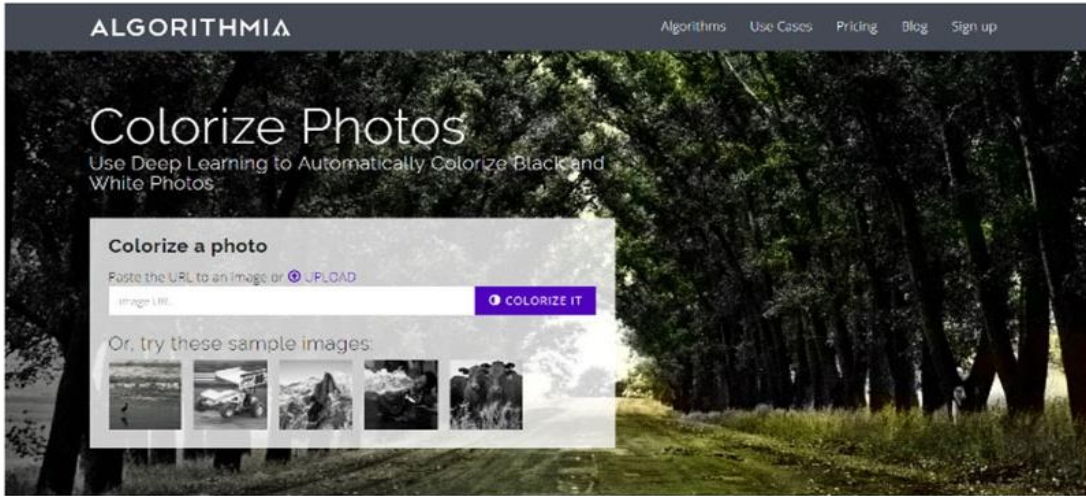 ALGORITHMIA
Algorithms Use Cases Pricing Blog Sign up
Colorize Photos
Use Deep Learning to Automatically Colorize Black and
White Photos
Colorize a photo
Paste the URL to an image or UPLOAD
Image URL
COLORIZE IT
Or, try these sample images: